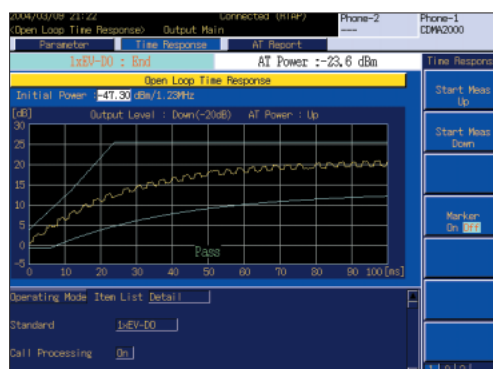 2004/03/09 21:22 Connected (RTAP) Phone-2 Phone-1
<Open Loop Time Response> Output Main ---- CDMA2000
Parameter Time Response AT Report
1xEV-DO : End AT Power :-23.6 dBm Time Respons
Open Loop Time Response
Initial Power :-47.30 dBm/1.23MHz
Start Meas
Up
[dB] Output Level : Down(-20dB) AT Power : Up
30
Start Meas
Down
25
20
15
10
Marker
On Off
5
0
Pass
-5
0 10 20 30 40 50 60 70 80 90 100 [ms]
Operating Mode Item List Detail
Standard 1xEV-DO
Call Processing On